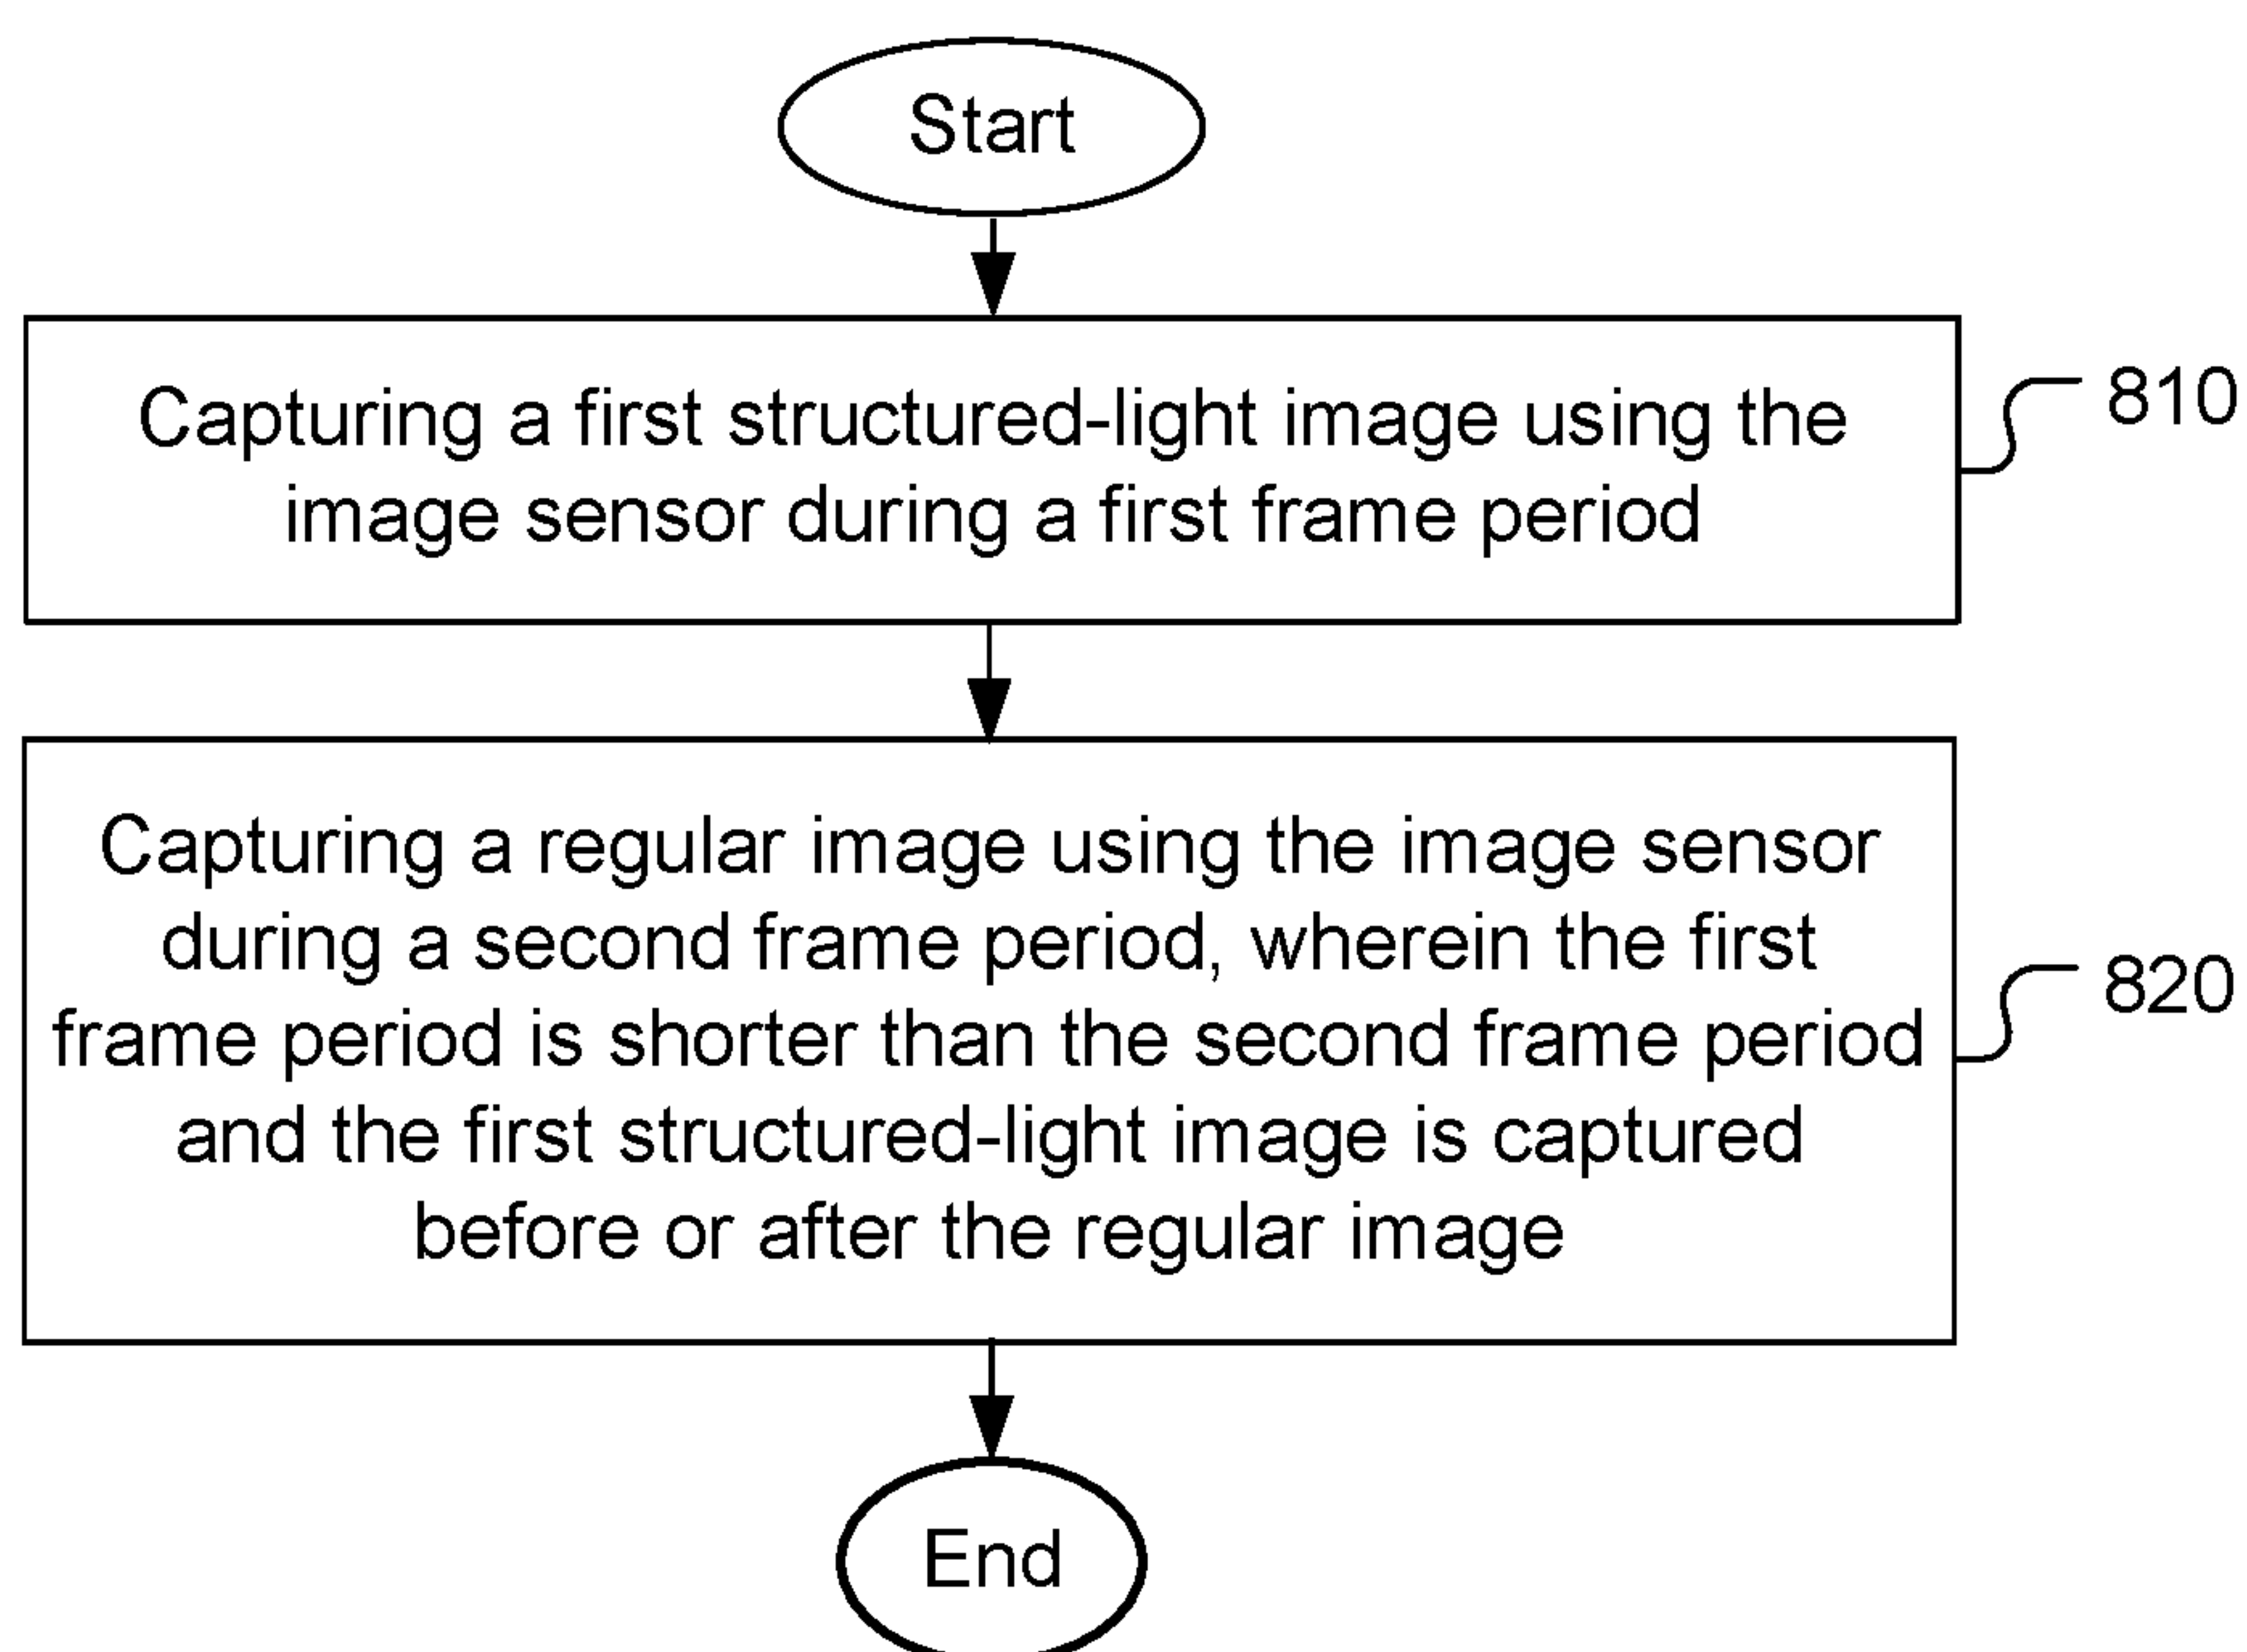 Start
Capturing a first structured-light image using the
image sensor during a first frame period
810
Capturing a regular image using the image sensor
during a second frame period, wherein the first
frame period is shorter than the second frame period
and the first structured-light image is captured
before or after the regular image
820
End